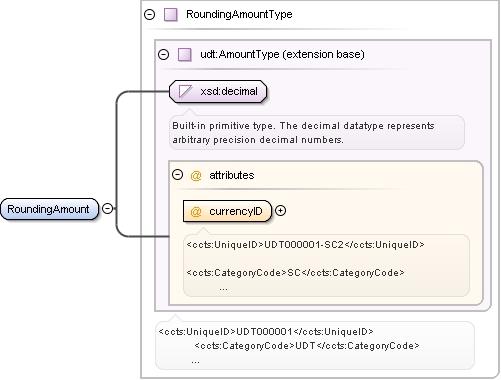 RoundingAmountType
udt:AmountType (extension base)
xsd:decimal
Built-in primitive type. The decimal datatype represents
arbitrary precision decimal numbers.
@ attributes
RoundingAmount
@ currencyID
<ccts:UniqueID>UDT000001-SC2</ccts:UniqueID>
<ccts:CategoryCode>SC</ccts:CategoryCode>
...
<ccts:UniqueID>UDT000001</ccts:UniqueID>
<ccts:CategoryCode>UDT</ccts:CategoryCode>
...